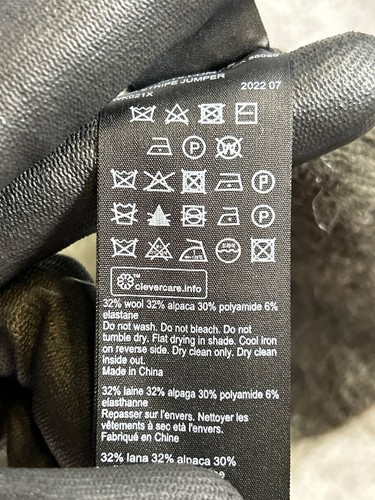 STRIPE JUMPER
2022 07
clevercare.info
32% wool 32% alpaca 30% polyamide 6%
elastane
Do not wash. Do not bleach. Do not
tumble dry. Flat drying in shade. Cool iron
on reverse side. Dry clean only. Dry clean
inside out.
Made in China
32% laine 32% alpaga 30% polyamide 6%
elasthanne
Repasser sur l'envers. Nettoyer les
vêtements à sec età l'envers.
Fabriqué en Chine
32% lana 32% alpaca 30%